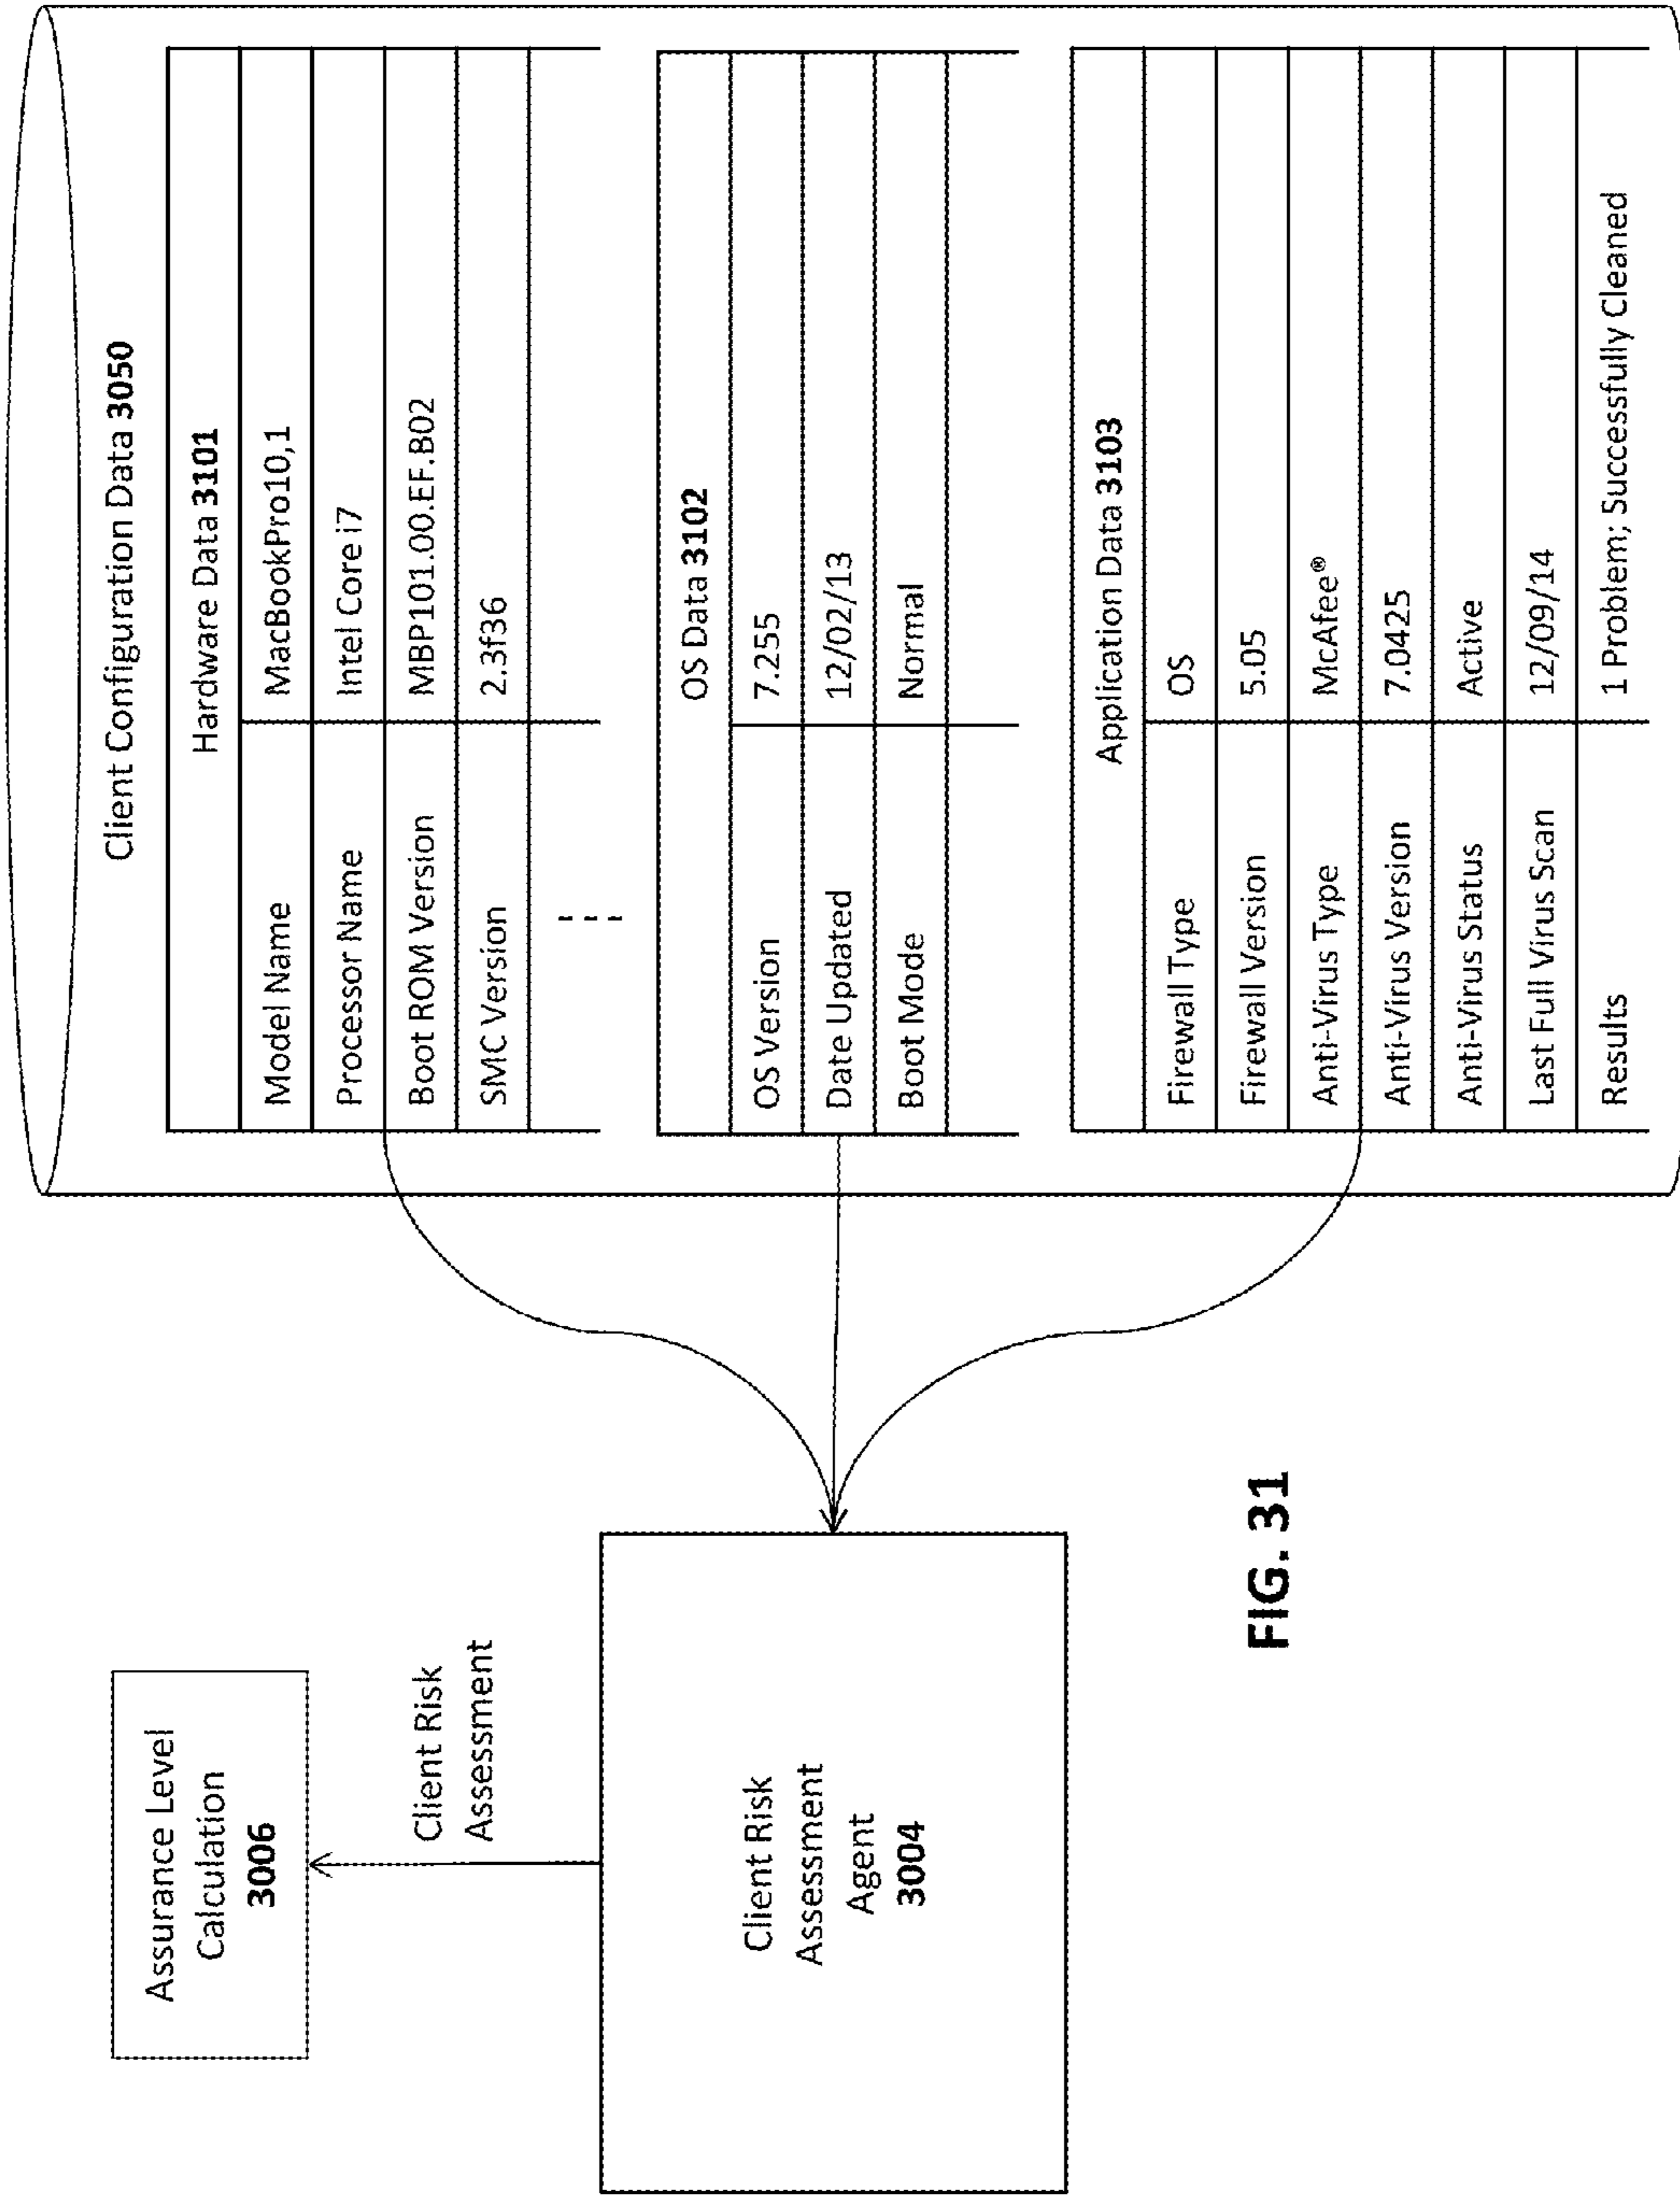 Assurance Level
Calculation
3006
Client Risk
Assessment
Client Risk
Assessment
Agent
3004
Client Configuration Data 3050
Hardware Data 3101
Model Name MacBookPro10,1
Processor Name Intel Core i7
Boot ROM Version MBP101.00.EF.B02
SMC Version 2.3f36
OS Data 3102
OS Version 7.255
Date Updated 12/02/13
Boot Mode Normal
Application Data 3103
Firewall Type OS
Firewall Version 5.05
Anti-Virus Type McAfee®
Anti-Virus Version 7.0425
Anti-Virus Status Active
Last Full Virus Scan 12/09/14
Results 1 Problem; Successfully Cleaned
FIG. 31